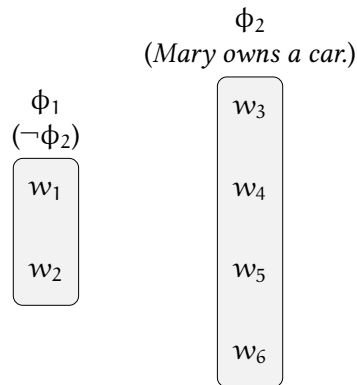 ϕ₂
(Mary owns a car.)
ϕ₁
(¬ϕ₂)
w₁
w₂
w₃
w₄
w₅
w₆